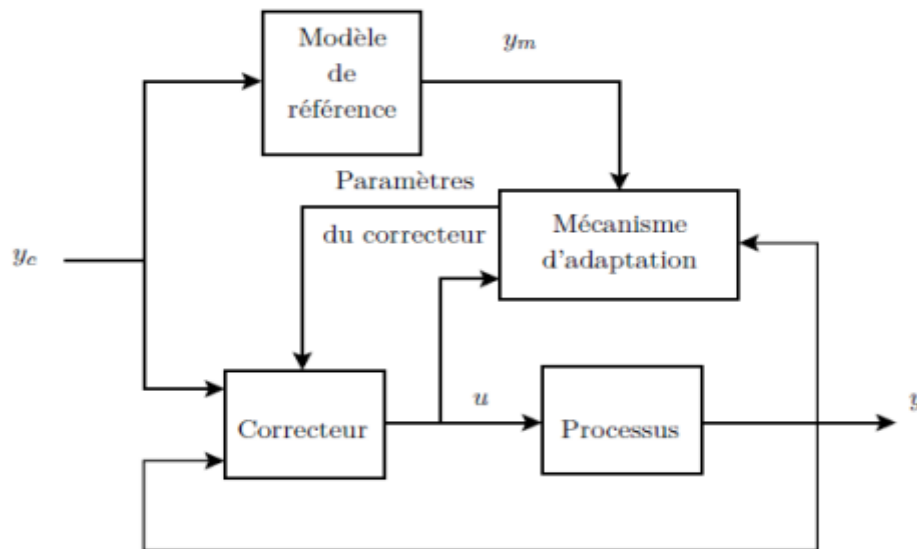 Modèle
de
référence
y_m
Paramètres
du correcteur
Mécanisme
d'adaptation
y_c
Correcteur
u
Processus
y